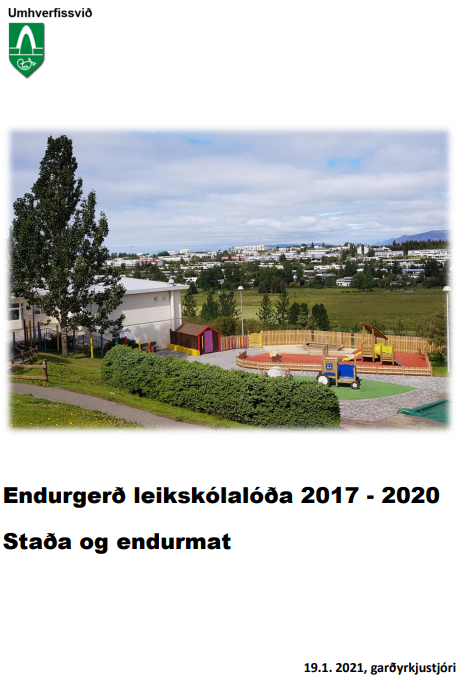 Umhverfissvið
Endurgerð leikskólalóða 2017 - 2020
Staða og endurmat
19.1. 2021, garðyrkjustjóri